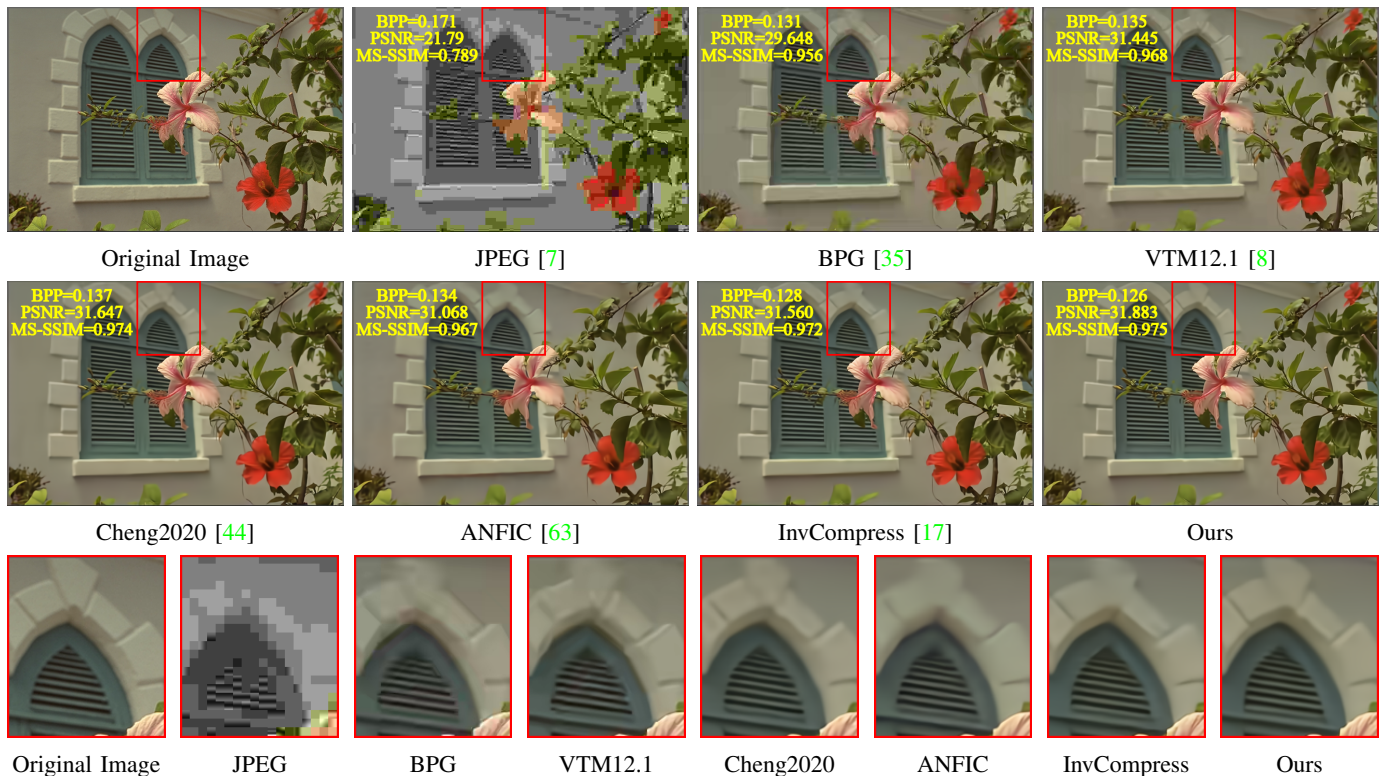 BPP=0.171
PSNR=21.79
MS-SSIM=0.789
BPP=0.131
PSNR=29.648
MS-SSIM=0.956
BPP=0.135
PSNR=31.445
MS-SSIM=0.968
Original Image
JPEG [7]
BPG [35]
VTM12.1 [8]
BPP=0.137
PSNR=31.647
MS-SSIM=0.974
BPP=0.134
PSNR=31.068
MS-SSIM=0.967
BPP=0.128
PSNR=31.560
MS-SSIM=0.972
BPP=0.126
PSNR=31.883
MS-SSIM=0.975
Cheng2020 [44]
ANFIC [63]
InvCompress [17]
Ours
Original Image
JPEG
BPG
VTM12.1
Cheng2020
ANFIC
InvCompress
Ours